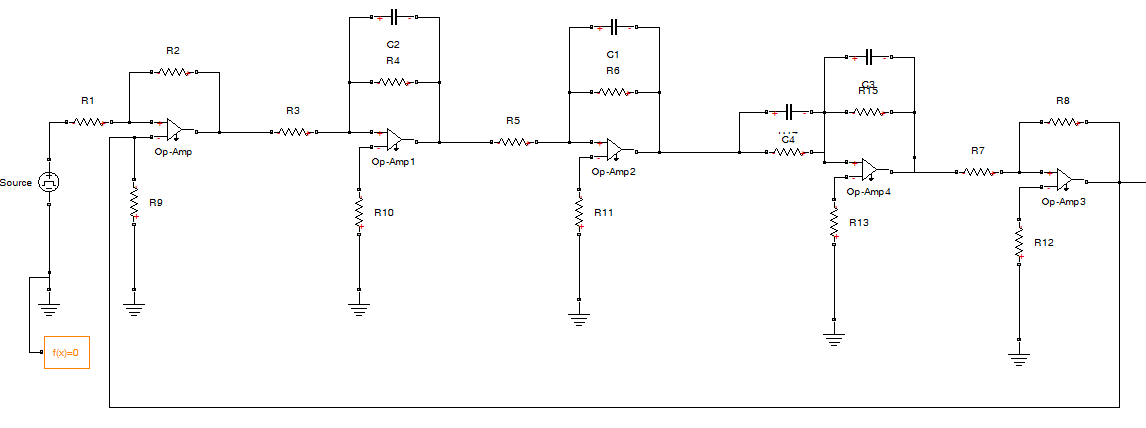 R2
C2
R4
C1
R6
C3
R15
R1
R3
R5
C4
R7
R8
Op-Amp
Op-Amp1
Op-Amp2
Op-Amp4
Op-Amp3
Source
R9
R10
R11
R13
R12
f(x)=0